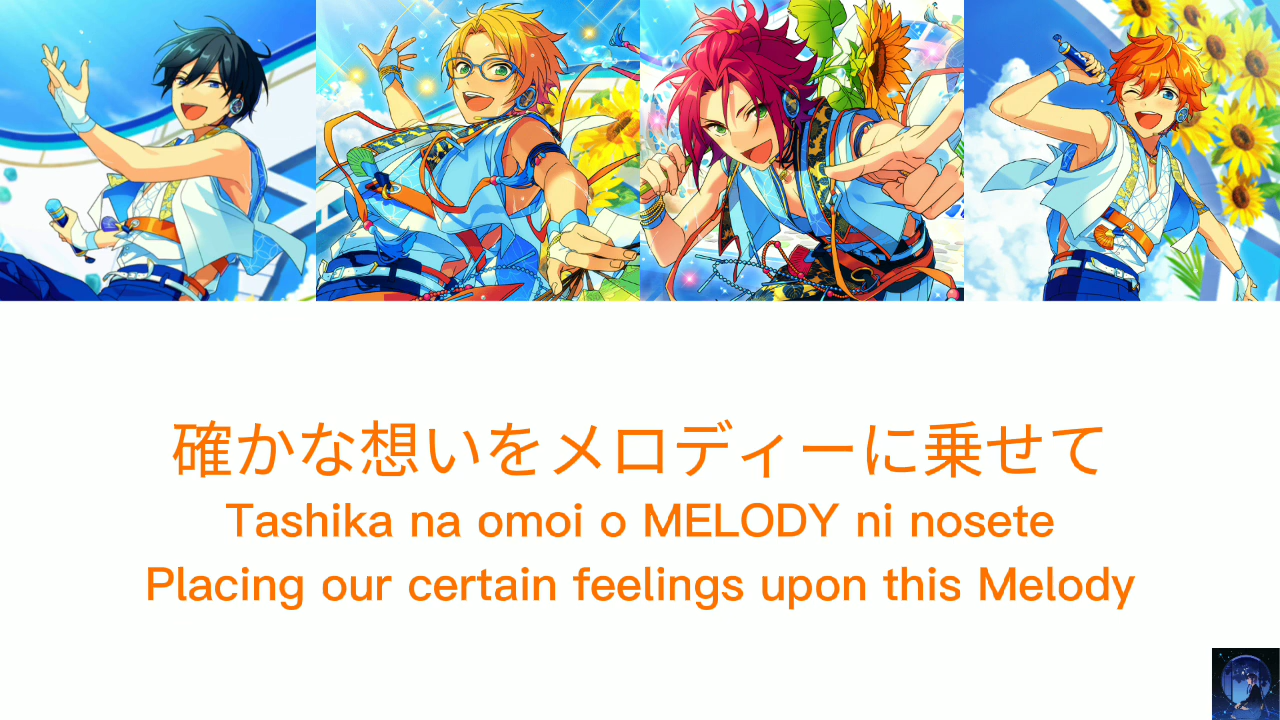 確かな想いをメロディーに乗せて
Tashika na omoi o MELODY ni nosete
Placing our certain feelings upon this Melody